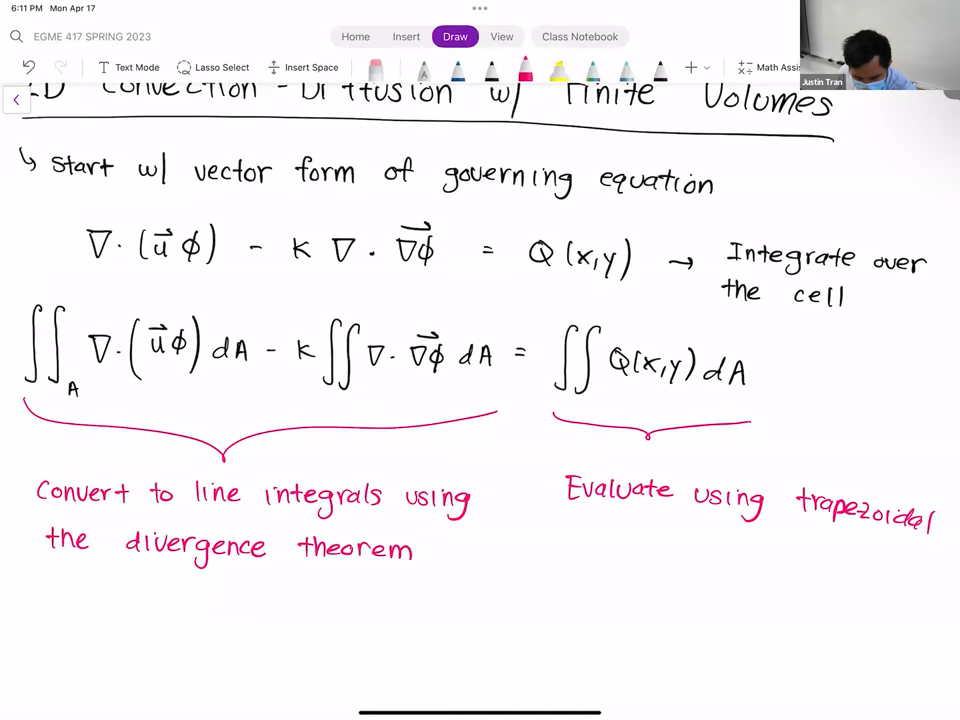 6:11 PM Mon Apr 17
EGME 417 SPRING 2023
Home Insert Draw View Class Notebook
Text Mode Lasso Select Insert Space Math Assis
Justin Tran
2D Convection - Diffusion w/ Finite Volumes
↳ Start w/ vector form of governing equation
∇·(u⃗ϕ) - K ∇·∇ϕ⃗ = Q(x,y) → Integrate over
the cell
∬_A ∇·(u⃗ϕ) dA - K ∬ ∇·∇ϕ⃗ dA = ∬ Q(x,y) dA
Convert to line integrals using
the divergence theorem
Evaluate using trapezoidal